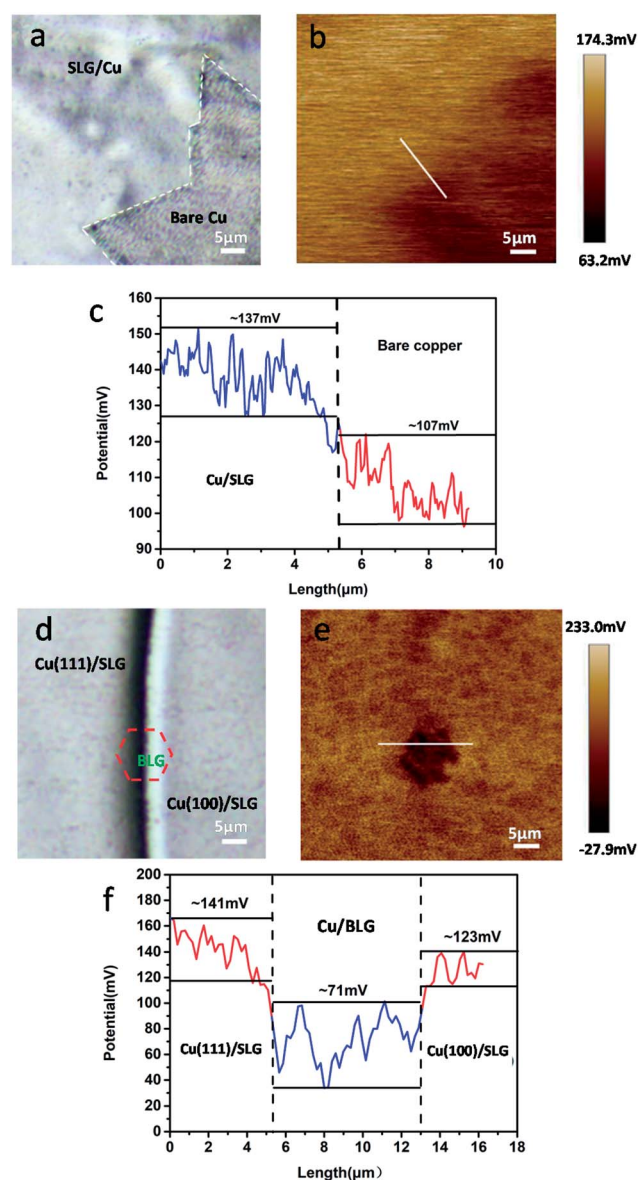 a
SLG/Cu
Bare Cu
5μm
b
5μm
174.3mV
63.2mV
c
160
150
140
130
120
110
100
90
Potential(mV)
~137mV
Bare copper
~107mV
Cu/SLG
0 2 4 6 8 10
Length(μm)
d
Cu(111)/SLG
BLG
Cu(100)/SLG
5μm
e
5μm
233.0mV
-27.9mV
f
200
180
160
140
120
100
80
60
40
20
0
Potential(mV)
~141mV
Cu/BLG
~123mV
~71mV
Cu(111)/SLG
Cu(100)/SLG
0 2 4 6 8 10 12 14 16 18
Length(μm）